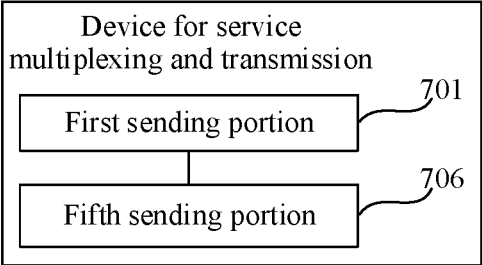 Device for service
multiplexing and transmission
701
First sending portion
706
Fifth sending portion